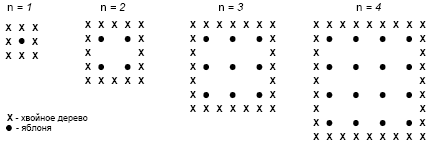 n = 1
n = 2
n = 3
n = 4
X X X
X ● X
X X X
X X X X X
X ● ● X
X X
X ● ● X
X X X X X
X X X X X X X
X ● ● ● X
X X
X ● ● ● X
X X
X ● ● ● X
X X X X X X X
X X X X X X X X X
X ● ● ● ● X
X X
X ● ● ● ● X
X X
X ● ● ● ● X
X X
X ● ● ● ● X
X X X X X X X X X
X - хвойное дерево
● - яблоня